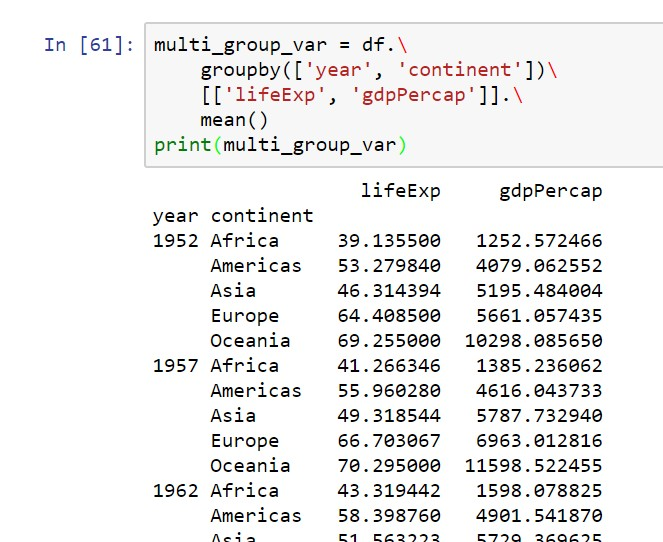 In [61]: multi_group_var = df.\
groupby(['year', 'continent'])\
[['lifeExp', 'gdpPercap']].\
mean()
print(multi_group_var)
lifeExp gdpPercap
year continent
1952 Africa 39.135500 1252.572466
Americas 53.279840 4079.062552
Asia 46.314394 5195.484004
Europe 64.408500 5661.057435
Oceania 69.255000 10298.085650
1957 Africa 41.266346 1385.236062
Americas 55.960280 4616.043733
Asia 49.318544 5787.732940
Europe 66.703067 6963.012816
Oceania 70.295000 11598.522455
1962 Africa 43.319442 1598.078825
Americas 58.398760 4901.541870
Asia 51.563223 5729.369625